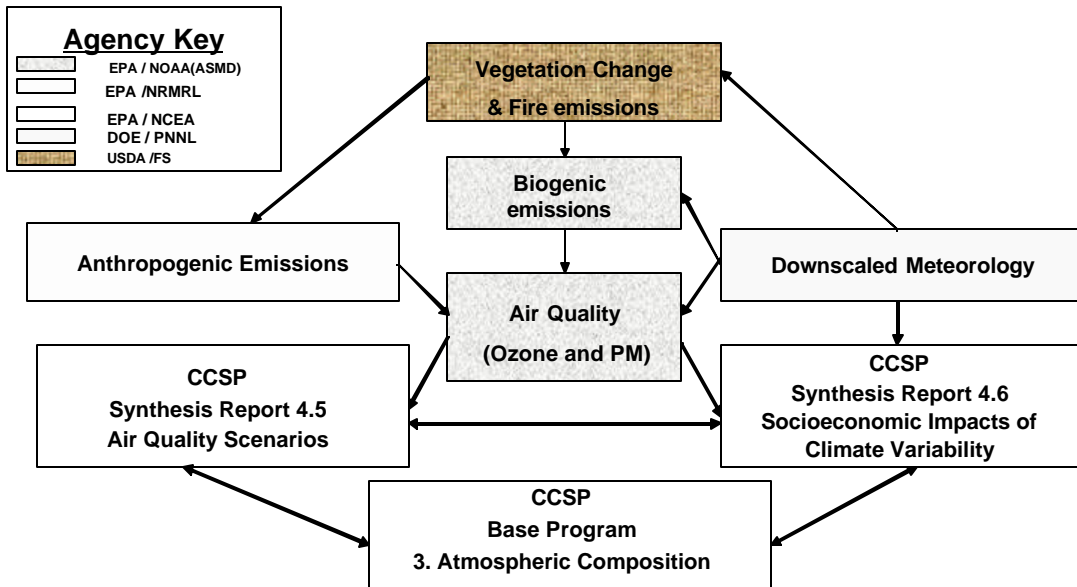 Agency Key
EPA / NOAA(ASMD)
EPA /NRMRL
EPA / NCEA
DOE / PNNL
USDA /FS
Vegetation Change
& Fire emissions
Biogenic
emissions
Anthropogenic Emissions
Downscaled Meteorology
Air Quality
(Ozone and PM)
CCSP
Synthesis Report 4.5
Air Quality Scenarios
CCSP
Synthesis Report 4.6
Socioeconomic Impacts of
Climate Variability
CCSP
Base Program
3. Atmospheric Composition